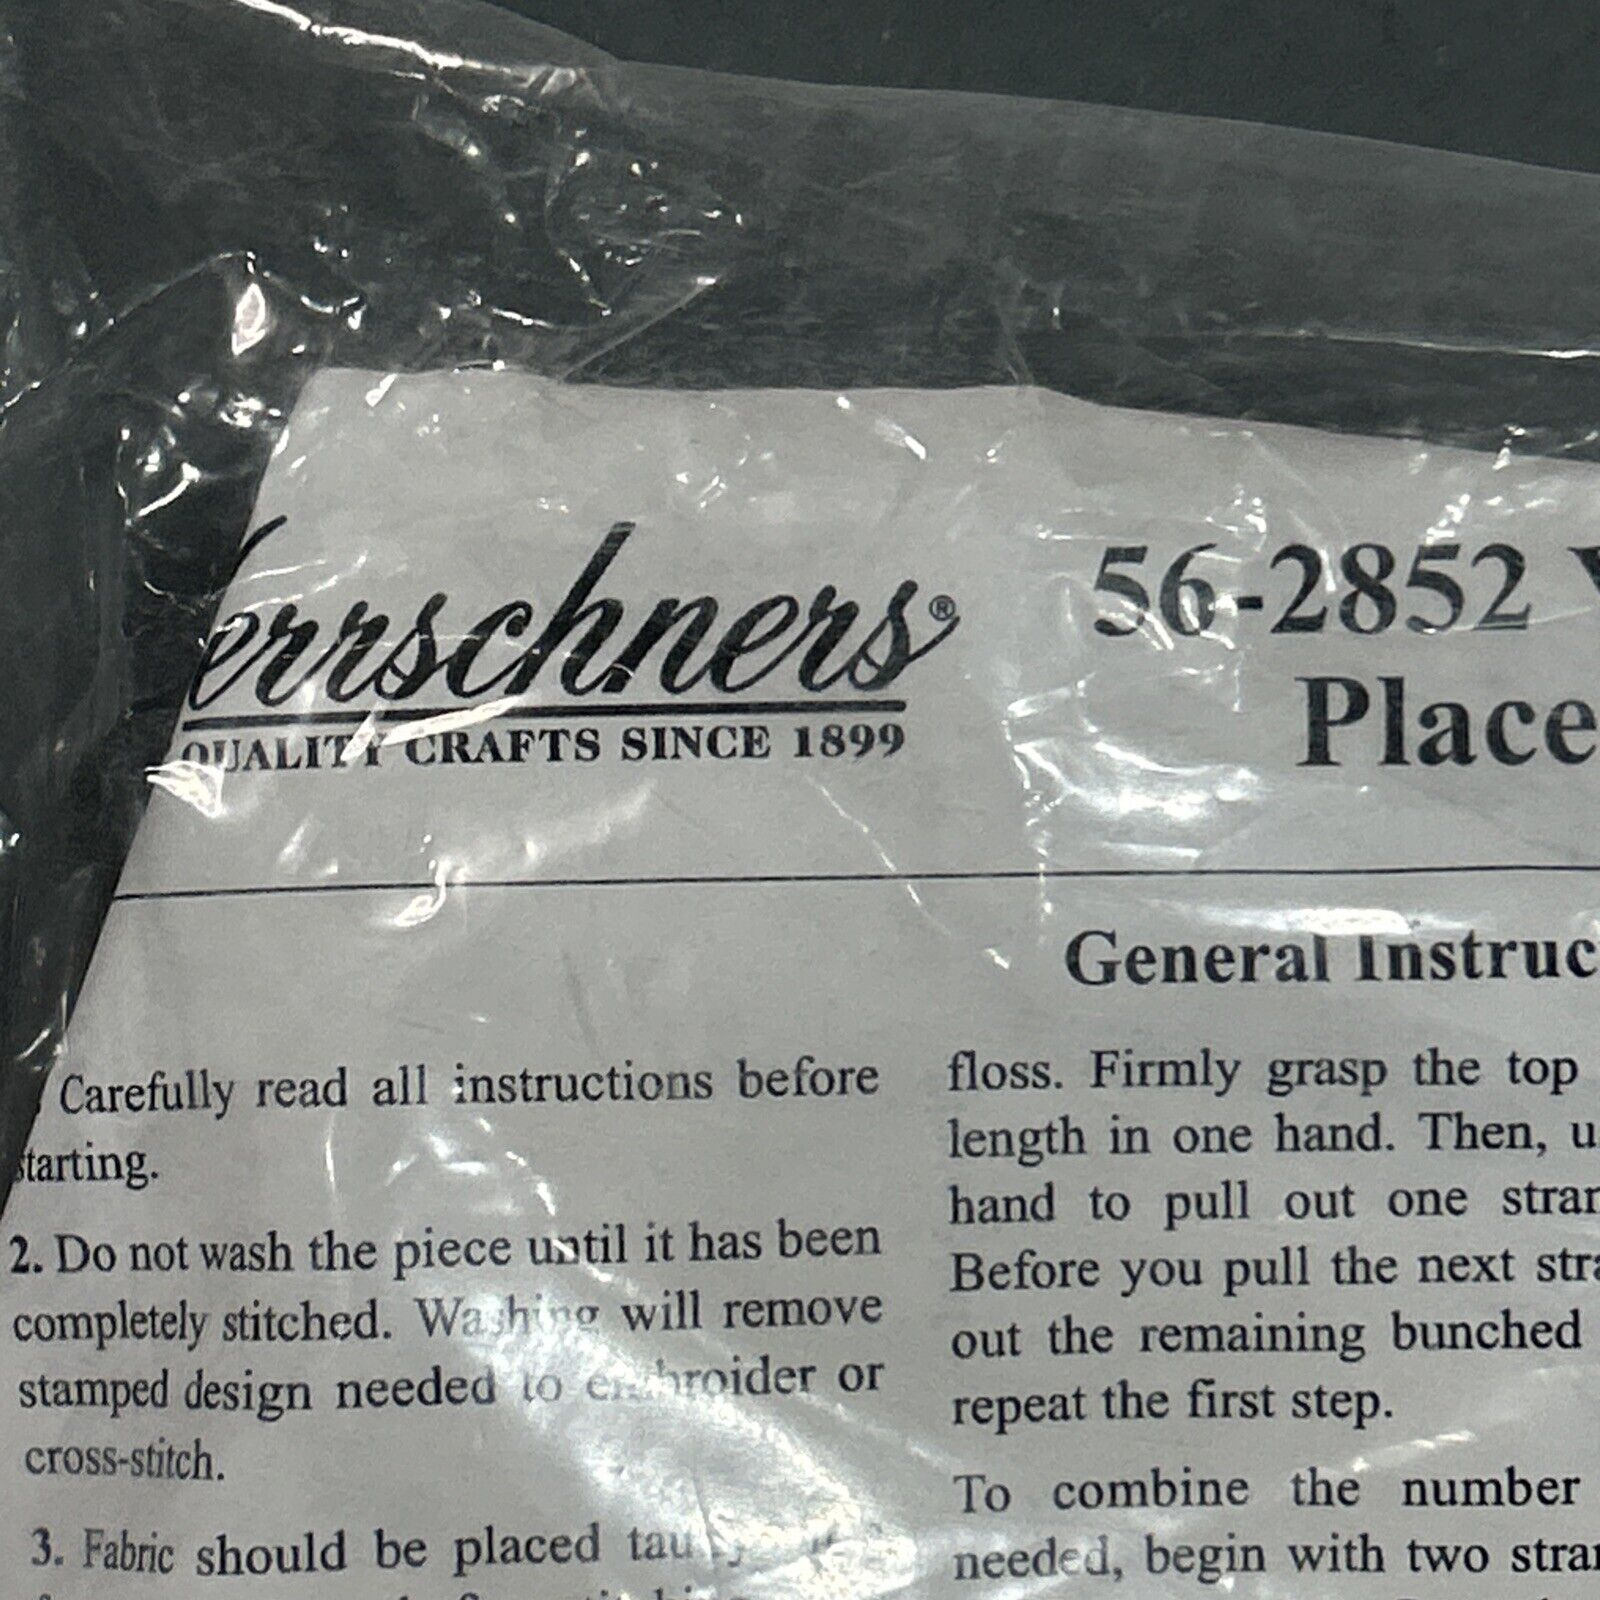 Herrschners®
QUALITY CRAFTS SINCE 1899
56-2852
Place
General Instruc
Carefully read all instructions before
starting.
2. Do not wash the piece until it has been
completely stitched. Washing will remove
stamped design needed to embroider or
cross-stitch.
3. Fabric should be placed
floss. Firmly grasp the top
length in one hand. Then, u
hand to pull out one stran
Before you pull the next stra
out the remaining bunched
repeat the first step.
To combine the number
needed, begin with two stran